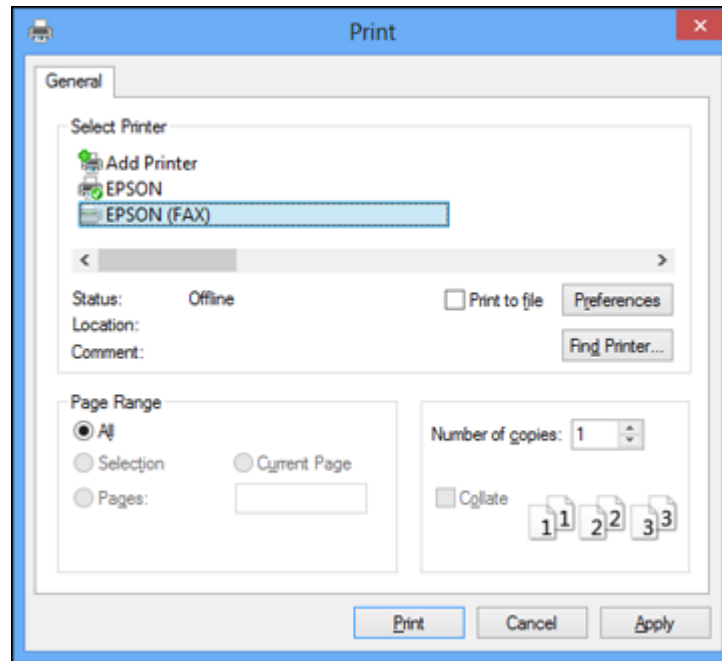 Print
General
Select Printer
Add Printer
EPSON
EPSON (FAX)
Status: Offline
Print to file
Preferences
Location:
Comment:
Find Printer...
Page Range
All
Selection
Current Page
Pages:
Number of copies: 1
Collate
1 1 2 2 3 3
Print
Cancel
Apply